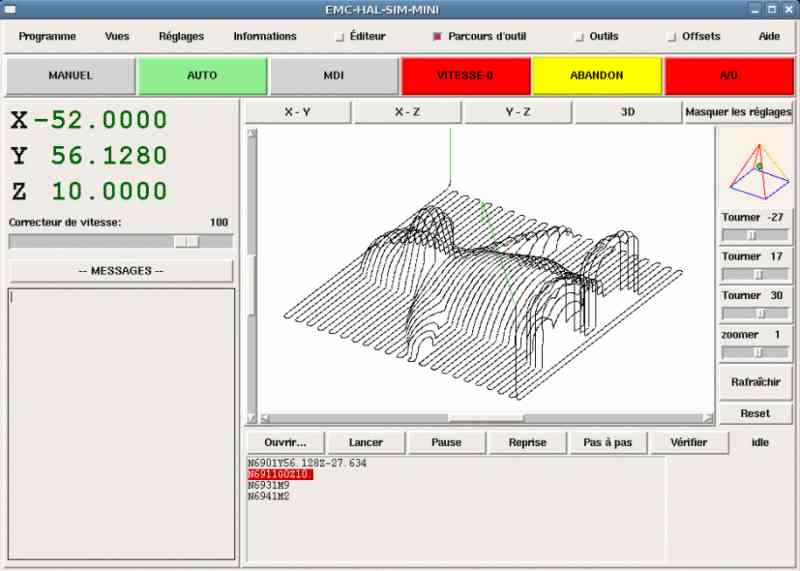 EMC-HAL-SIM-MINI
Programme Vues Réglages Informations Éditeur Parcours d'outil Outils Offsets Aide
MANUEL AUTO MDI VITESSE-0 ABANDON A/U
X - Y X - Z Y - Z 3D Masquer les réglages
X -52.0000
Y 56.1280
Z 10.0000
Correcteur de vitesse: 100
-- MESSAGES --
Tourner -27
Tourner 17
Tourner 30
zoomer 1
Rafraîchir
Reset
Ouvrir... Lancer Pause Reprise Pas à pas Vérifier idle
N6901Y56.128Z-27.634
N6911G0Z10
N6931M9
N6941M2